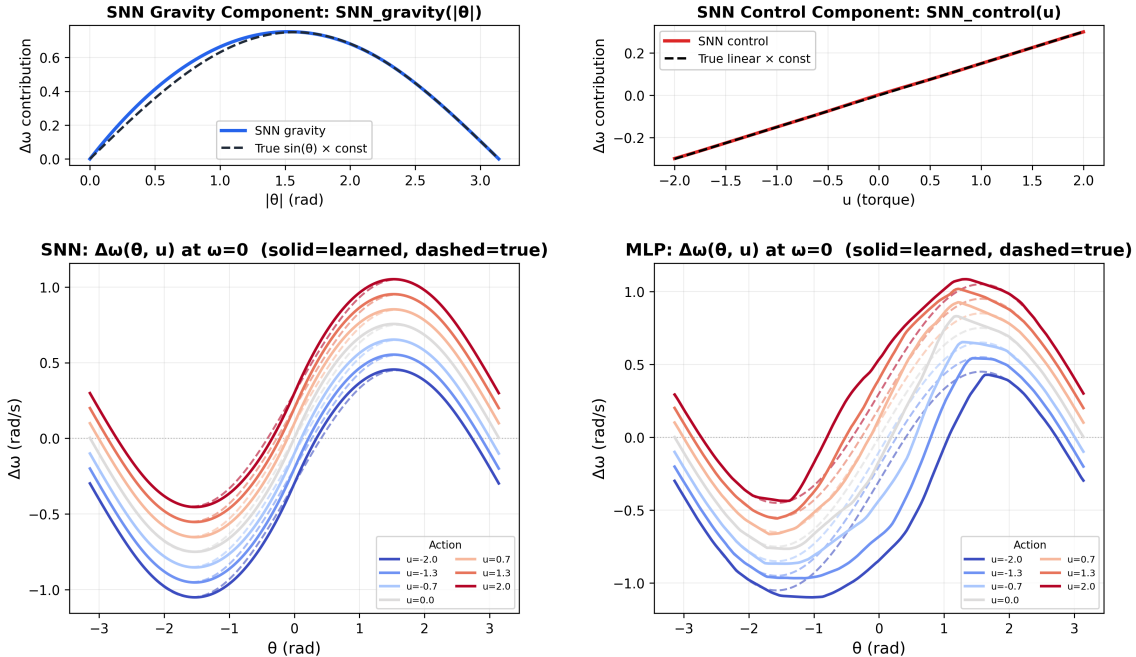 SNN Gravity Component: SNN_gravity(|θ|)
Δω contribution
0.6
0.4
0.2
0.0
SNN gravity
True sin(θ) × const
0.0 0.5 1.0 1.5 2.0 2.5 3.0
|θ| (rad)
SNN Control Component: SNN_control(u)
Δω contribution
0.2
0.0
−0.2
SNN control
True linear × const
−2.0 −1.5 −1.0 −0.5 0.0 0.5 1.0 1.5 2.0
u (torque)
SNN: Δω(θ, u) at ω=0 (solid=learned, dashed=true)
Δω (rad/s)
1.0
0.5
0.0
−0.5
−1.0
Action
u=-2.0 u=0.7
u=-1.3 u=1.3
u=-0.7 u=2.0
u=0.0
−3 −2 −1 0 1 2 3
θ (rad)
MLP: Δω(θ, u) at ω=0 (solid=learned, dashed=true)
Δω (rad/s)
1.0
0.5
0.0
−0.5
−1.0
Action
u=-2.0 u=0.7
u=-1.3 u=1.3
u=-0.7 u=2.0
u=0.0
−3 −2 −1 0 1 2 3
θ (rad)